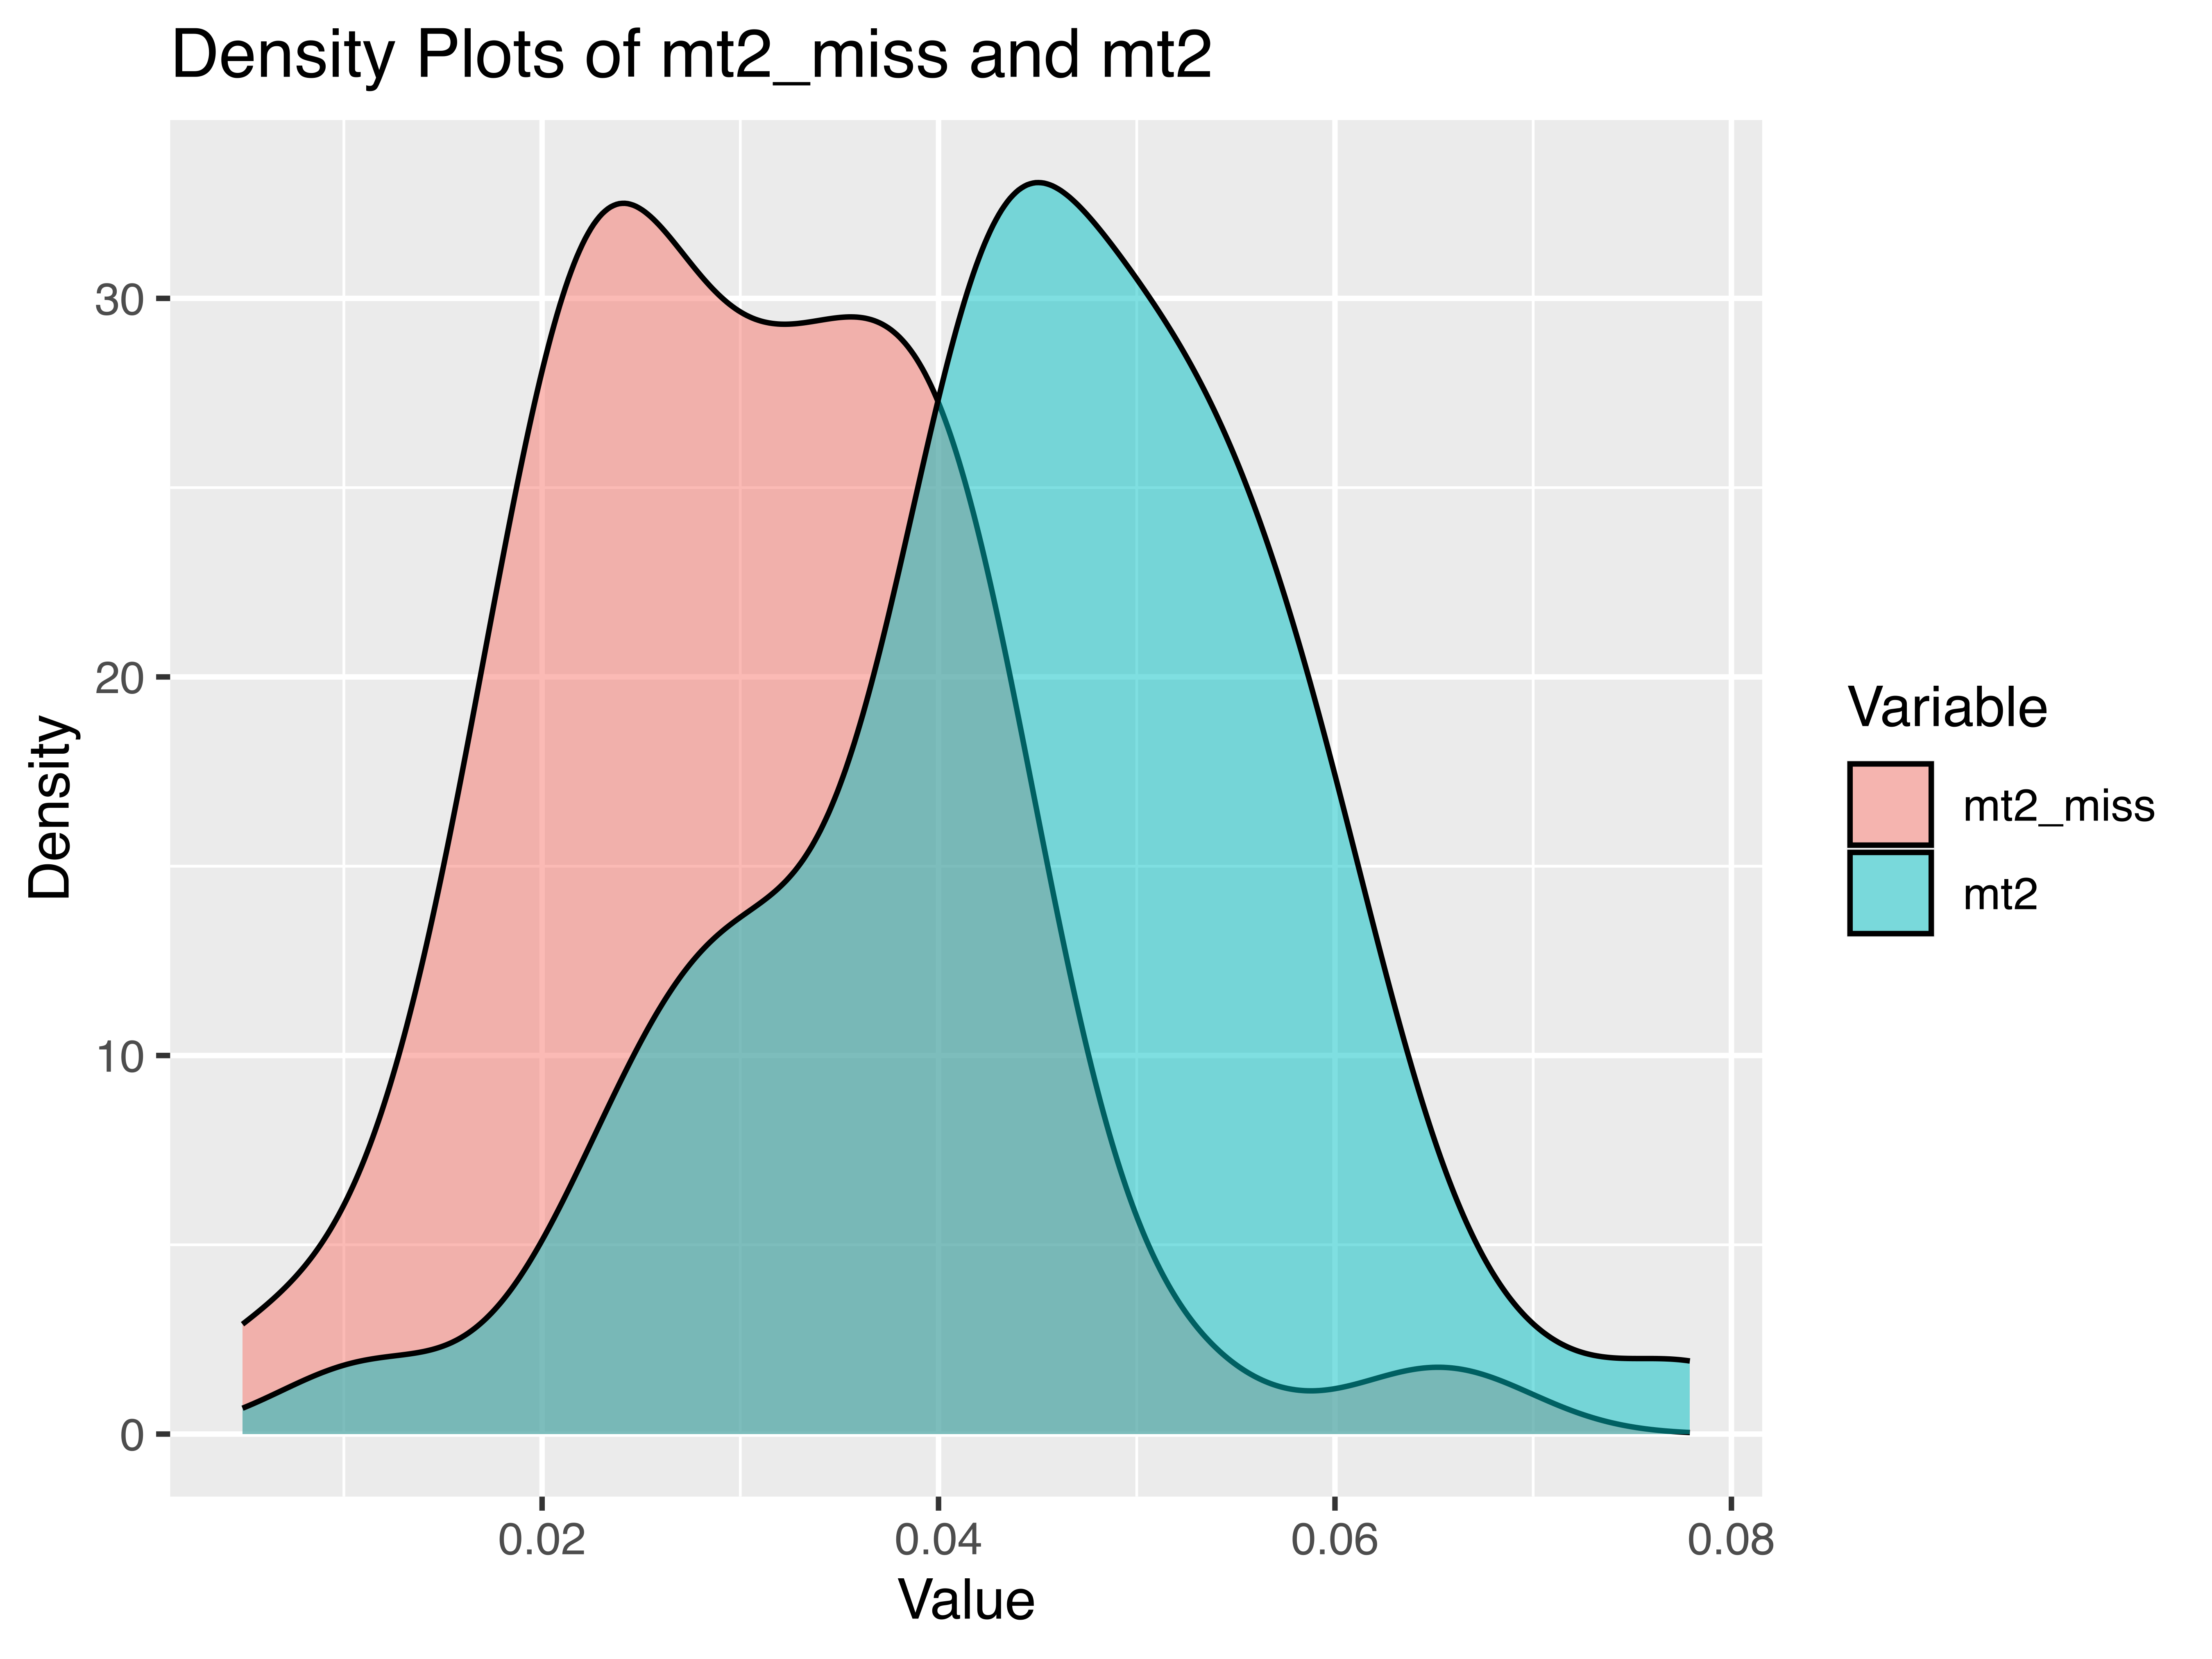 Density Plots of mt2_miss and mt2
30
20
10
0
Density
0.02 0.04 0.06 0.08
Value
Variable
mt2_miss
mt2